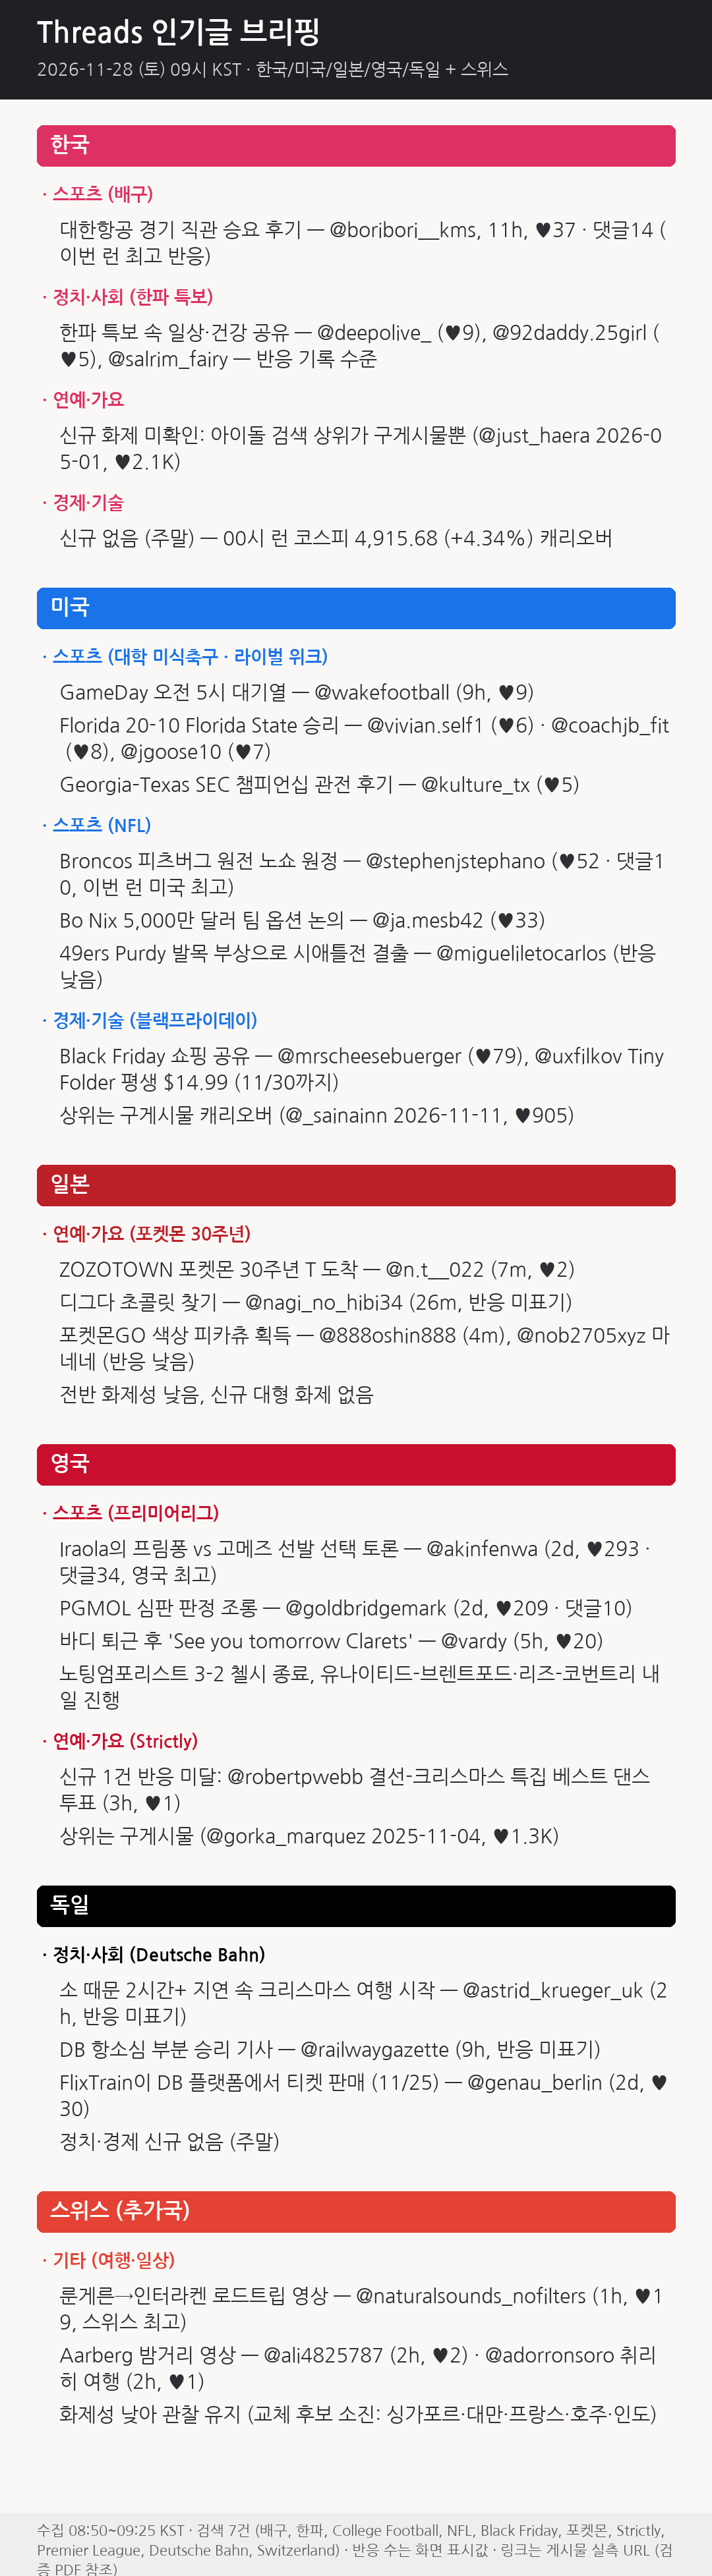 Threads 인기글 브리핑
2026-11-28 (토) 09시 KST · 한국/미국/일본/영국/독일 + 스위스
한국
· 스포츠 (배구)
대한항공 경기 직관 승요 후기 — @boribori__kms, 11h, ♥37 · 댓글14 (
이번 런 최고 반응)
· 정치·사회 (한파 특보)
한파 특보 속 일상·건강 공유 — @deepolive_ (♥9), @92daddy.25girl (
♥5), @salrim_fairy — 반응 기록 수준
· 연예·가요
신규 화제 미확인: 아이돌 검색 상위가 구게시물뿐 (@just_haera 2026-0
5-01, ♥2.1K)
· 경제·기술
신규 없음 (주말) — 00시 런 코스피 4,915.68 (+4.34%) 캐리오버
미국
· 스포츠 (대학 미식축구 · 라이벌 위크)
GameDay 오전 5시 대기열 — @wakefootball (9h, ♥9)
Florida 20-10 Florida State 승리 — @vivian.self1 (♥6) · @coachjb_fit
(♥8), @jgoose10 (♥7)
Georgia–Texas SEC 챔피언십 관전 후기 — @kulture_tx (♥5)
· 스포츠 (NFL)
Broncos 피츠버그 원전 노쇼 원정 — @stephenjstephano (♥52 · 댓글1
0, 이번 런 미국 최고)
Bo Nix 5,000만 달러 팀 옵션 논의 — @ja.mesb42 (♥33)
49ers Purdy 발목 부상으로 시애틀전 결출 — @migueliletocarlos (반응
낮음)
· 경제·기술 (블랙프라이데이)
Black Friday 쇼핑 공유 — @mrscheesebuerger (♥79), @uxfilkov Tiny
Folder 평생 $14.99 (11/30까지)
상위는 구게시물 캐리오버 (@_sainainn 2026-11-11, ♥905)
일본
· 연예·가요 (포켓몬 30주년)
ZOZOTOWN 포켓몬 30주년 T 도착 — @n.t__022 (7m, ♥2)
디그다 초콜릿 찾기 — @nagi_no_hibi34 (26m, 반응 미표기)
포켓몬GO 색상 피카츄 획득 — @888oshin888 (4m), @nob2705xyz 마
네네 (반응 낮음)
전반 화제성 낮음, 신규 대형 화제 없음
영국
· 스포츠 (프리미어리그)
Iraola의 프림퐁 vs 고메즈 선발 선택 토론 — @akinfenwa (2d, ♥293 ·
댓글34, 영국 최고)
PGMOL 심판 판정 조롱 — @goldbridgemark (2d, ♥209 · 댓글10)
바디 퇴근 후 'See you tomorrow Clarets' — @vardy (5h, ♥20)
노팅엄포리스트 3-2 첼시 종료, 유나이티드-브렌트포드·리즈-코번트리 내
일 진행
· 연예·가요 (Strictly)
신규 1건 반응 미달: @robertpwebb 결선-크리스마스 특집 베스트 댄스
투표 (3h, ♥1)
상위는 구게시물 (@gorka_marquez 2025-11-04, ♥1.3K)
독일
· 정치·사회 (Deutsche Bahn)
소 때문 2시간+ 지연 속 크리스마스 여행 시작 — @astrid_krueger_uk (2
h, 반응 미표기)
DB 항소심 부분 승리 기사 — @railwaygazette (9h, 반응 미표기)
FlixTrain이 DB 플랫폼에서 티켓 판매 (11/25) — @genau_berlin (2d, ♥
30)
정치·경제 신규 없음 (주말)
스위스 (추가국)
· 기타 (여행·일상)
룬게른→인터라켄 로드트립 영상 — @naturalsounds_nofilters (1h, ♥1
9, 스위스 최고)
Aarberg 밤거리 영상 — @ali4825787 (2h, ♥2) · @adorronsoro 취리
히 여행 (2h, ♥1)
화제성 낮아 관찰 유지 (교체 후보 소진: 싱가포르·대만·프랑스·호주·인도)
수집 08:50~09:25 KST · 검색 7건 (배구, 한파, College Football, NFL, Black Friday, 포켓몬, Strictly,
Premier League, Deutsche Bahn, Switzerland) · 반응 수는 화면 표시값 · 링크는 게시물 실측 URL (검
증 PDF 참조)